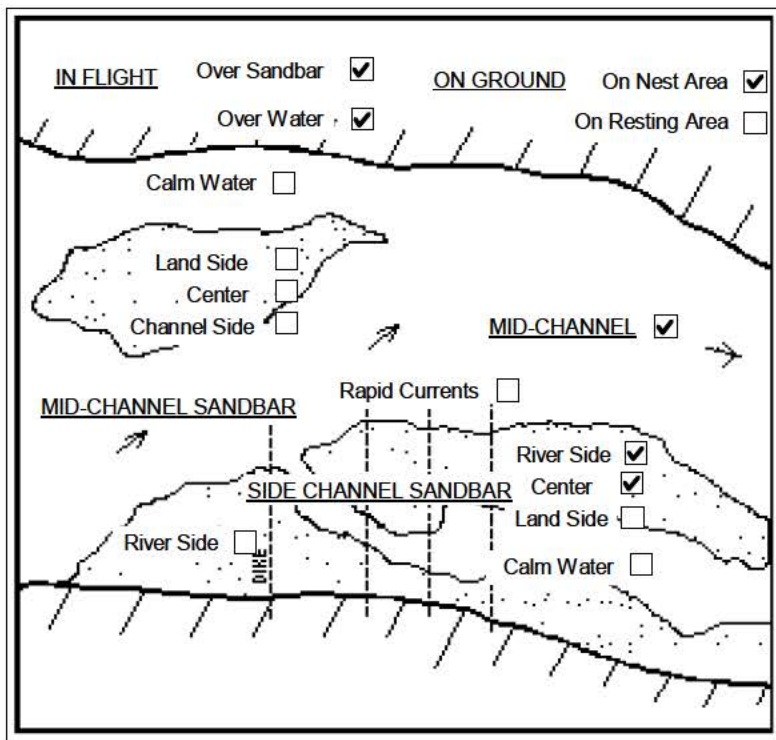 IN FLIGHT
Over Sandbar
ON GROUND
On Nest Area
Over Water
On Resting Area
Calm Water
Land Side
Center
Channel Side
MID-CHANNEL
Rapid Currents
MID-CHANNEL SANDBAR
River Side
SIDE CHANNEL SANDBAR
Center
Land Side
River Side
DIKE
Calm Water